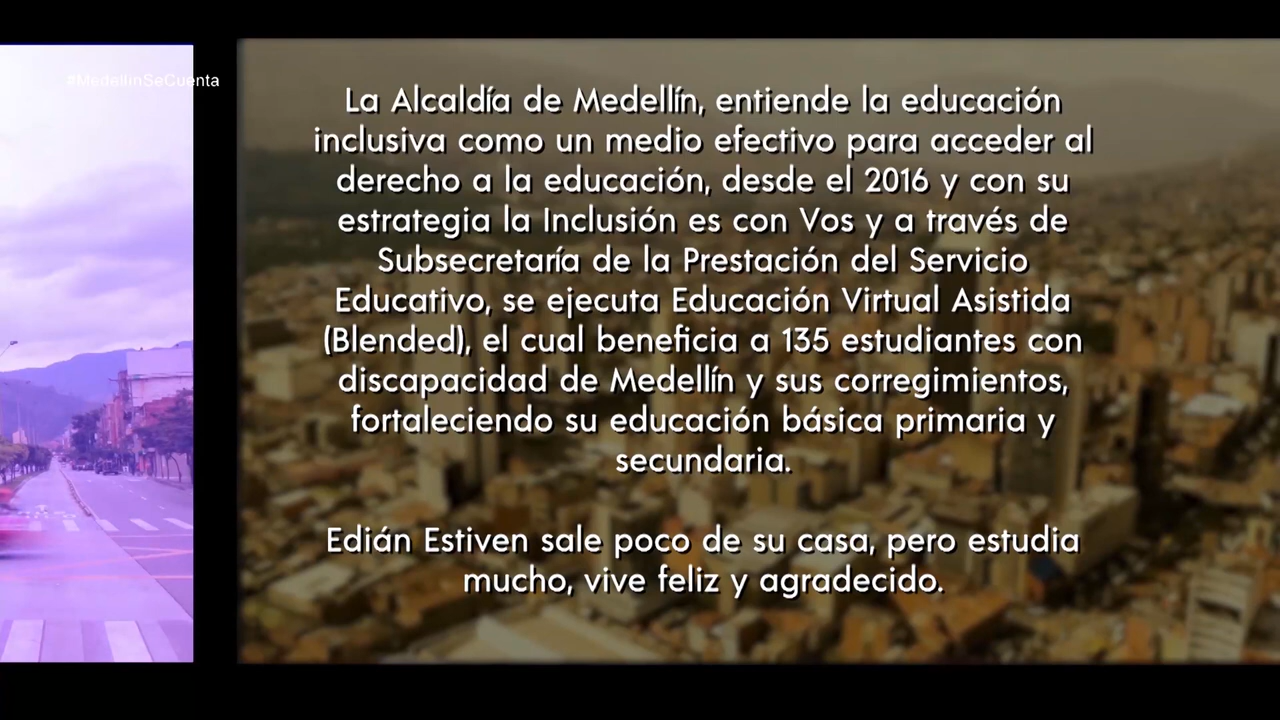 #MedellínSeCuenta
La Alcaldía de Medellín, entiende la educación
inclusiva como un medio efectivo para acceder al
derecho a la educación, desde el 2016 y con su
estrategia la Inclusión es con Vos y a través de
Subsecretaría de la Prestación del Servicio
Educativo, se ejecuta Educación Virtual Asistida
(Blended), el cual beneficia a 135 estudiantes con
discapacidad de Medellín y sus corregimientos,
fortaleciendo su educación básica primaria y
secundaria.
Edián Estiven sale poco de su casa, pero estudia
mucho, vive feliz y agradecido.